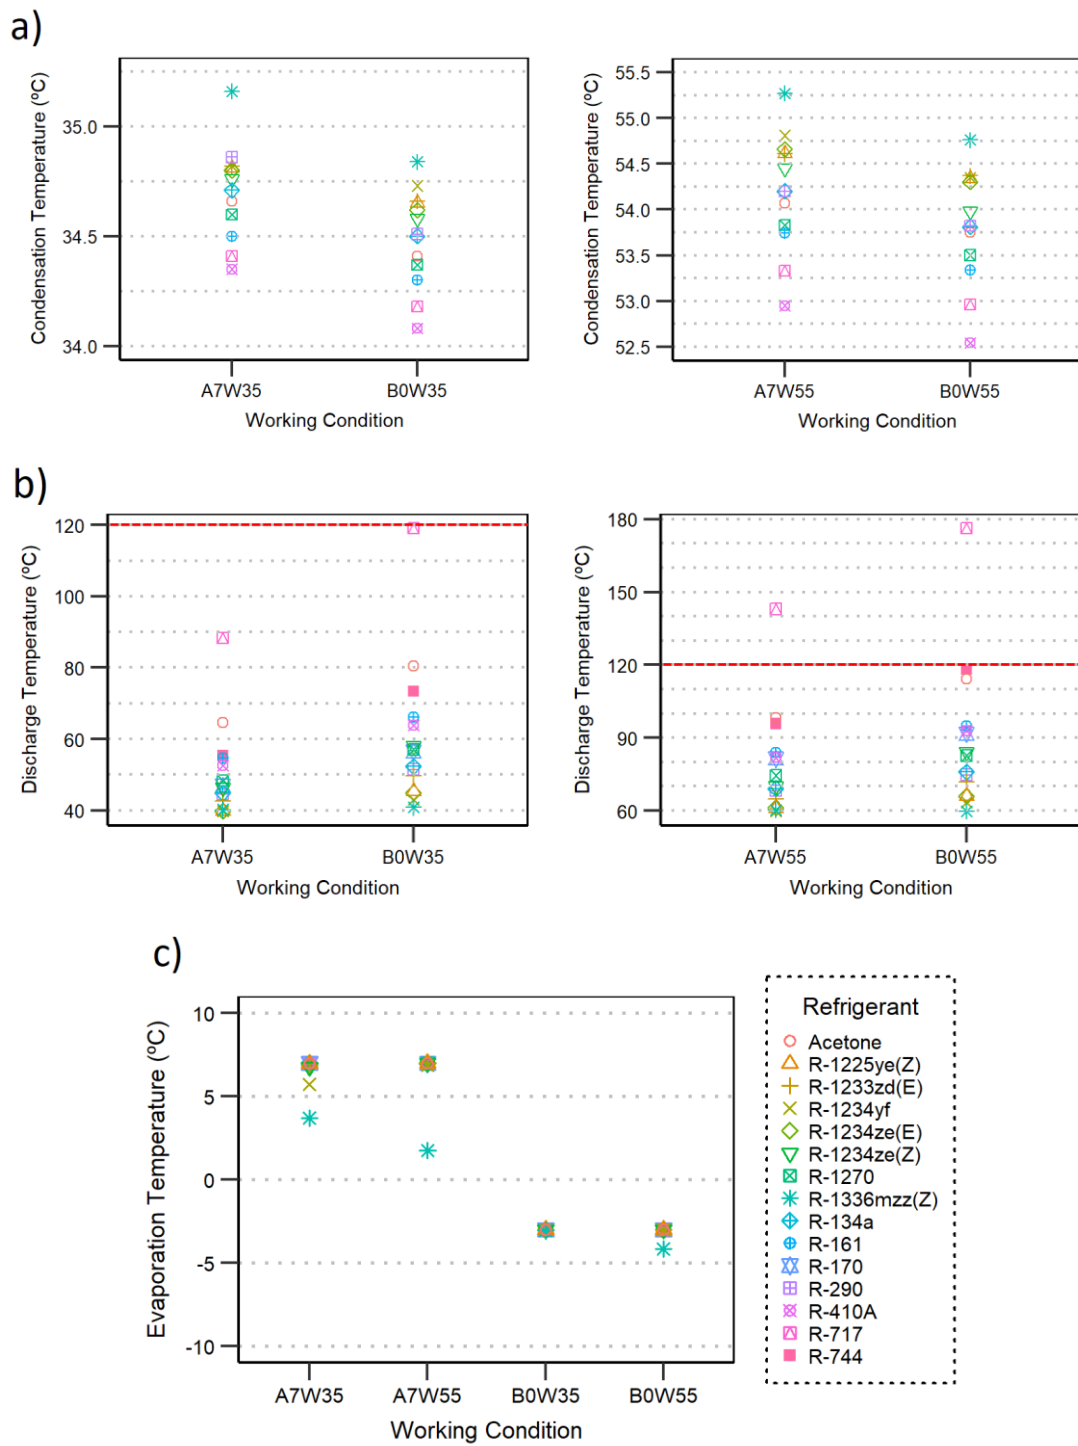 a)
Condensation Temperature (ºC)
35.0
34.5
34.0
A7W35 B0W35
Working Condition
Condensation Temperature (ºC)
55.5
55.0
54.5
54.0
53.5
53.0
52.5
A7W55 B0W55
Working Condition
b)
Discharge Temperature (ºC)
120
100
80
60
40
A7W35 B0W35
Working Condition
Discharge Temperature (ºC)
180
150
120
90
60
A7W55 B0W55
Working Condition
c)
Evaporation Temperature (ºC)
10
5
0
-5
-10
A7W35 A7W55 B0W35 B0W55
Working Condition
Refrigerant
Acetone
R-1225ye(Z)
R-1233zd(E)
R-1234yf
R-1234ze(E)
R-1234ze(Z)
R-1270
R-1336mzz(Z)
R-134a
R-161
R-170
R-290
R-410A
R-717
R-744